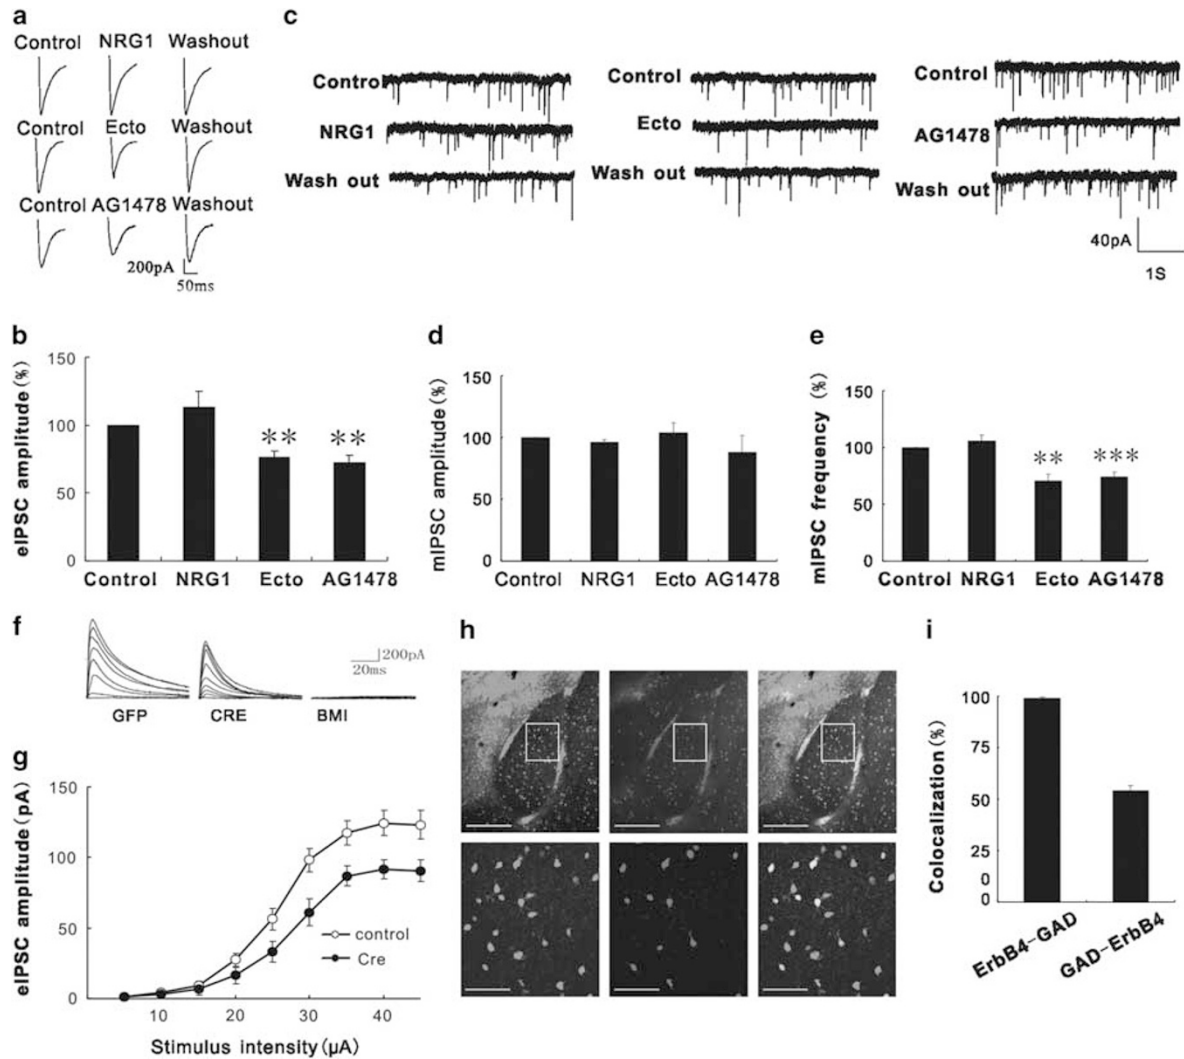 a
Control NRG1 Washout
Control Ecto Washout
Control AG1478 Washout
200pA
50ms
c
Control
NRG1
Wash out
Control
Ecto
Wash out
Control
AG1478
Wash out
40pA
1S
b
eIPSC amplitude (%)
150
100
50
0
** **
Control NRG1 Ecto AG1478
d
mIPSC amplitude (%)
150
100
50
0
Control NRG1 Ecto AG1478
e
mIPSC frequency (%)
150
100
50
0
** ***
Control NRG1 Ecto AG1478
f
200pA
20ms
GFP CRE BMI
g
eIPSC amplitude (pA)
150
100
50
0
control
Cre
10 20 30 40
Stimulus intensity (μA)
h
i
Colocalization (%)
100
75
50
25
0
0
ErbB4-GAD
GAD-ErbB4